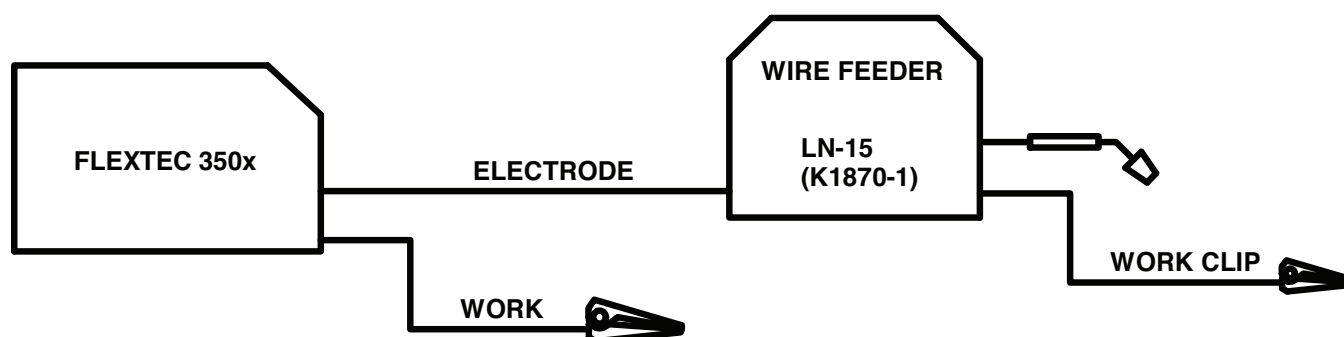 FLEXTEC 350x
ELECTRODE
WORK
WIRE FEEDER
LN-15
(K1870-1)
WORK CLIP